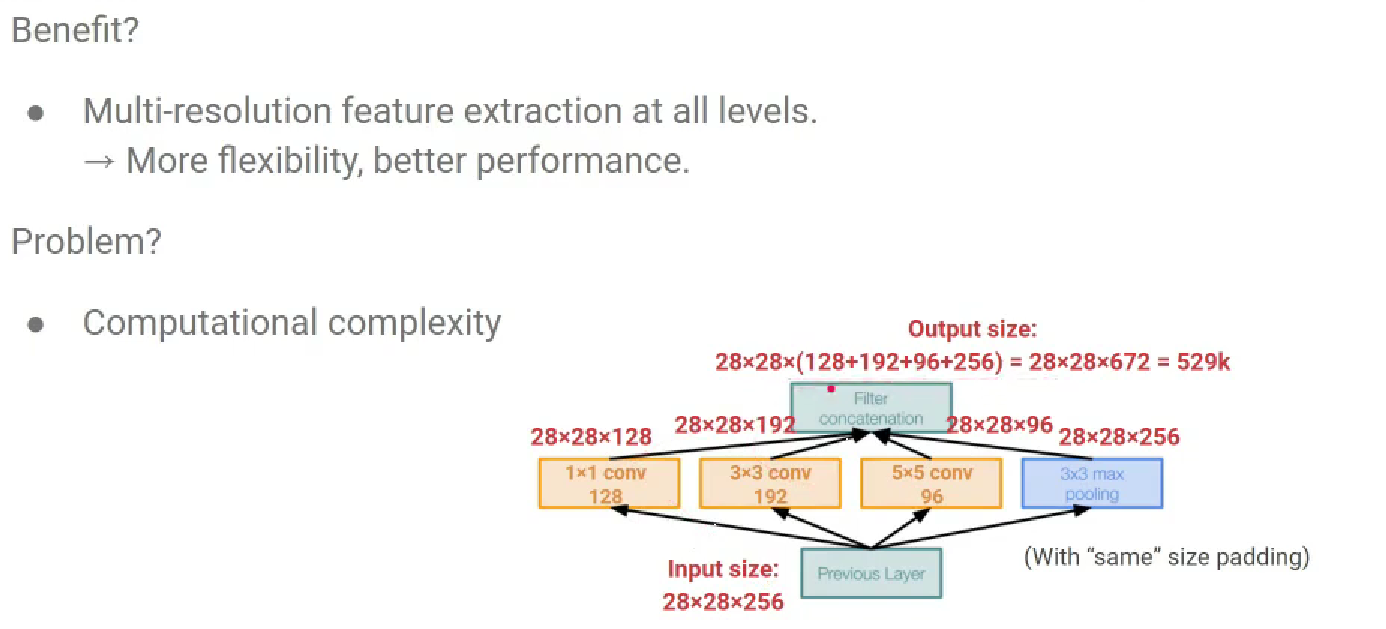 Benefit?
● Multi-resolution feature extraction at all levels.
→ More flexibility, better performance.
Problem?
● Computational complexity
Output size:
28×28×(128+192+96+256) = 28×28×672 = 529k
Filter
concatenation
28×28×128
28×28×192
28×28×96
28×28×256
1×1 conv
128
3×3 conv
192
5×5 conv
96
3x3 max
pooling
Previous Layer
(With “same” size padding)
Input size:
28×28×256